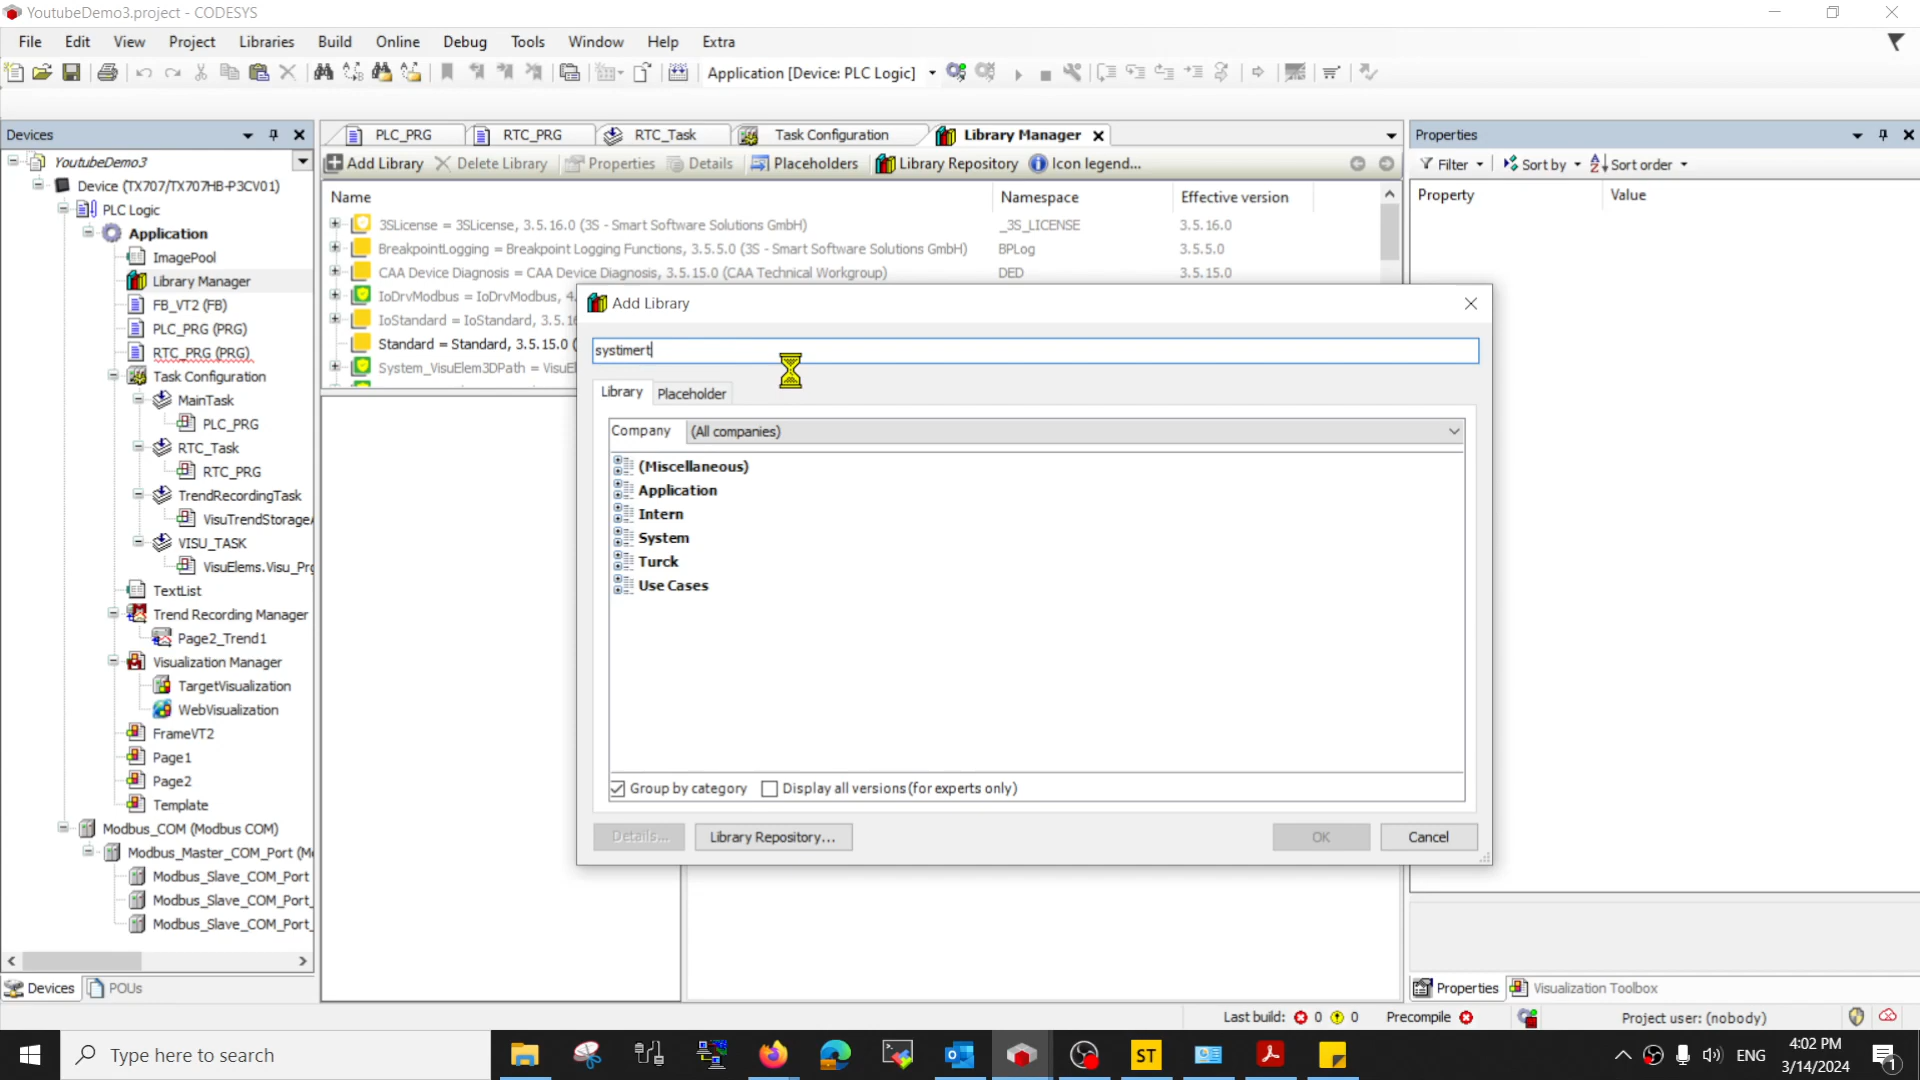 YoutubeDemo3.project - CODESYS
File Edit View Project Libraries Build Online Debug Tools Window Help Extra
Application [Device: PLC Logic]
Devices
YoutubeDemo3
Device (TX707/TX707HB-P3CV01)
PLC Logic
Application
ImagePool
Library Manager
FB_VT2 (FB)
PLC_PRG (PRG)
RTC_PRG (PRG)
Task Configuration
MainTask
PLC_PRG
RTC_Task
RTC_PRG
TrendRecordingTask
VisuTrendStorageA
VISU_TASK
VisuElems.Visu_Prg
TextList
Trend Recording Manager
Page2_Trend1
Visualization Manager
TargetVisualization
WebVisualization
FrameVT2
Page1
Page2
Template
Modbus_COM (Modbus COM)
Modbus_Master_COM_Port (M
Modbus_Slave_COM_Port
Modbus_Slave_COM_Port_
Modbus_Slave_COM_Port_
Devices POUs
PLC_PRG RTC_PRG RTC_Task Task Configuration Library Manager
Add Library Delete Library Properties Details Placeholders Library Repository Icon legend...
Name Namespace Effective version
3SLicense = 3SLicense, 3.5.16.0 (3S - Smart Software Solutions GmbH) _3S_LICENSE 3.5.16.0
BreakpointLogging = Breakpoint Logging Functions, 3.5.5.0 (3S - Smart Software Solutions GmbH) BPLog 3.5.5.0
CAA Device Diagnosis = CAA Device Diagnosis, 3.5.15.0 (CAA Technical Workgroup) DED 3.5.15.0
IoDrvModbus = IoDrvModbus, 4.
IoStandard = IoStandard, 3.5.16
Standard = Standard, 3.5.15.0 (
System_VisuElem3DPath = VisuEl
Add Library
systimert
Library Placeholder
Company (All companies)
(Miscellaneous)
Application
Intern
System
Turck
Use Cases
Group by category Display all versions (for experts only)
Details... Library Repository... OK Cancel
Properties
Filter Sort by Sort order
Property Value
Properties Visualization Toolbox
Last build: 0 0 Precompile Project user: (nobody)
Type here to search
ST
ENG
4:02 PM
3/14/2024
1